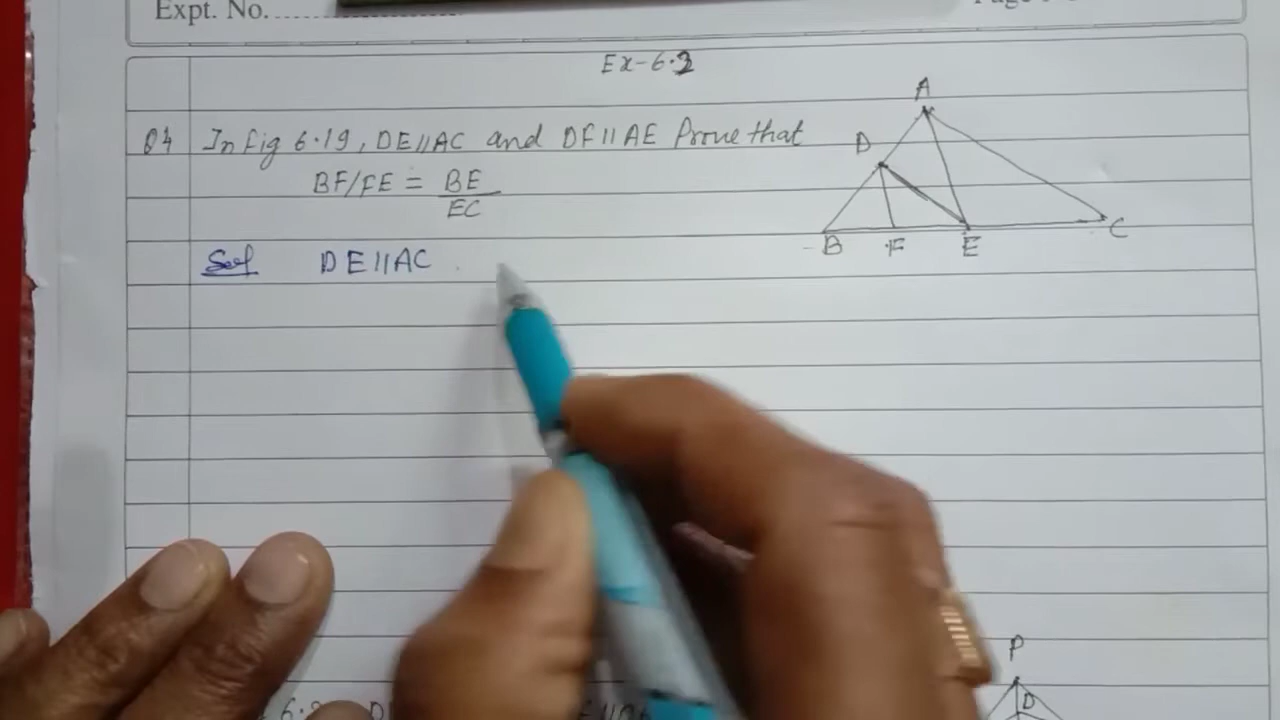 Expt. No.
Ex-6.2
Q4 In fig 6.19, DE||AC and DF||AE Prove that
BF/FE = BE
EC
A
D
B F E C
Sol DE||AC
P
D